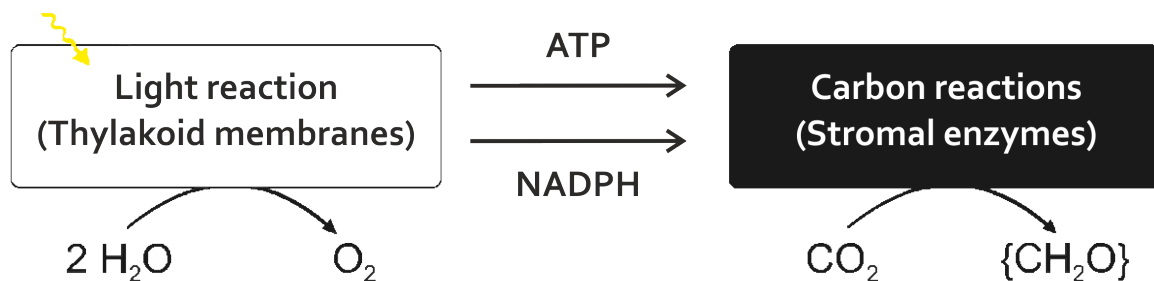 Light reaction
(Thylakoid membranes)
ATP
NADPH
Carbon reactions
(Stromal enzymes)
2 H₂O
O₂
CO₂
{CH₂O}